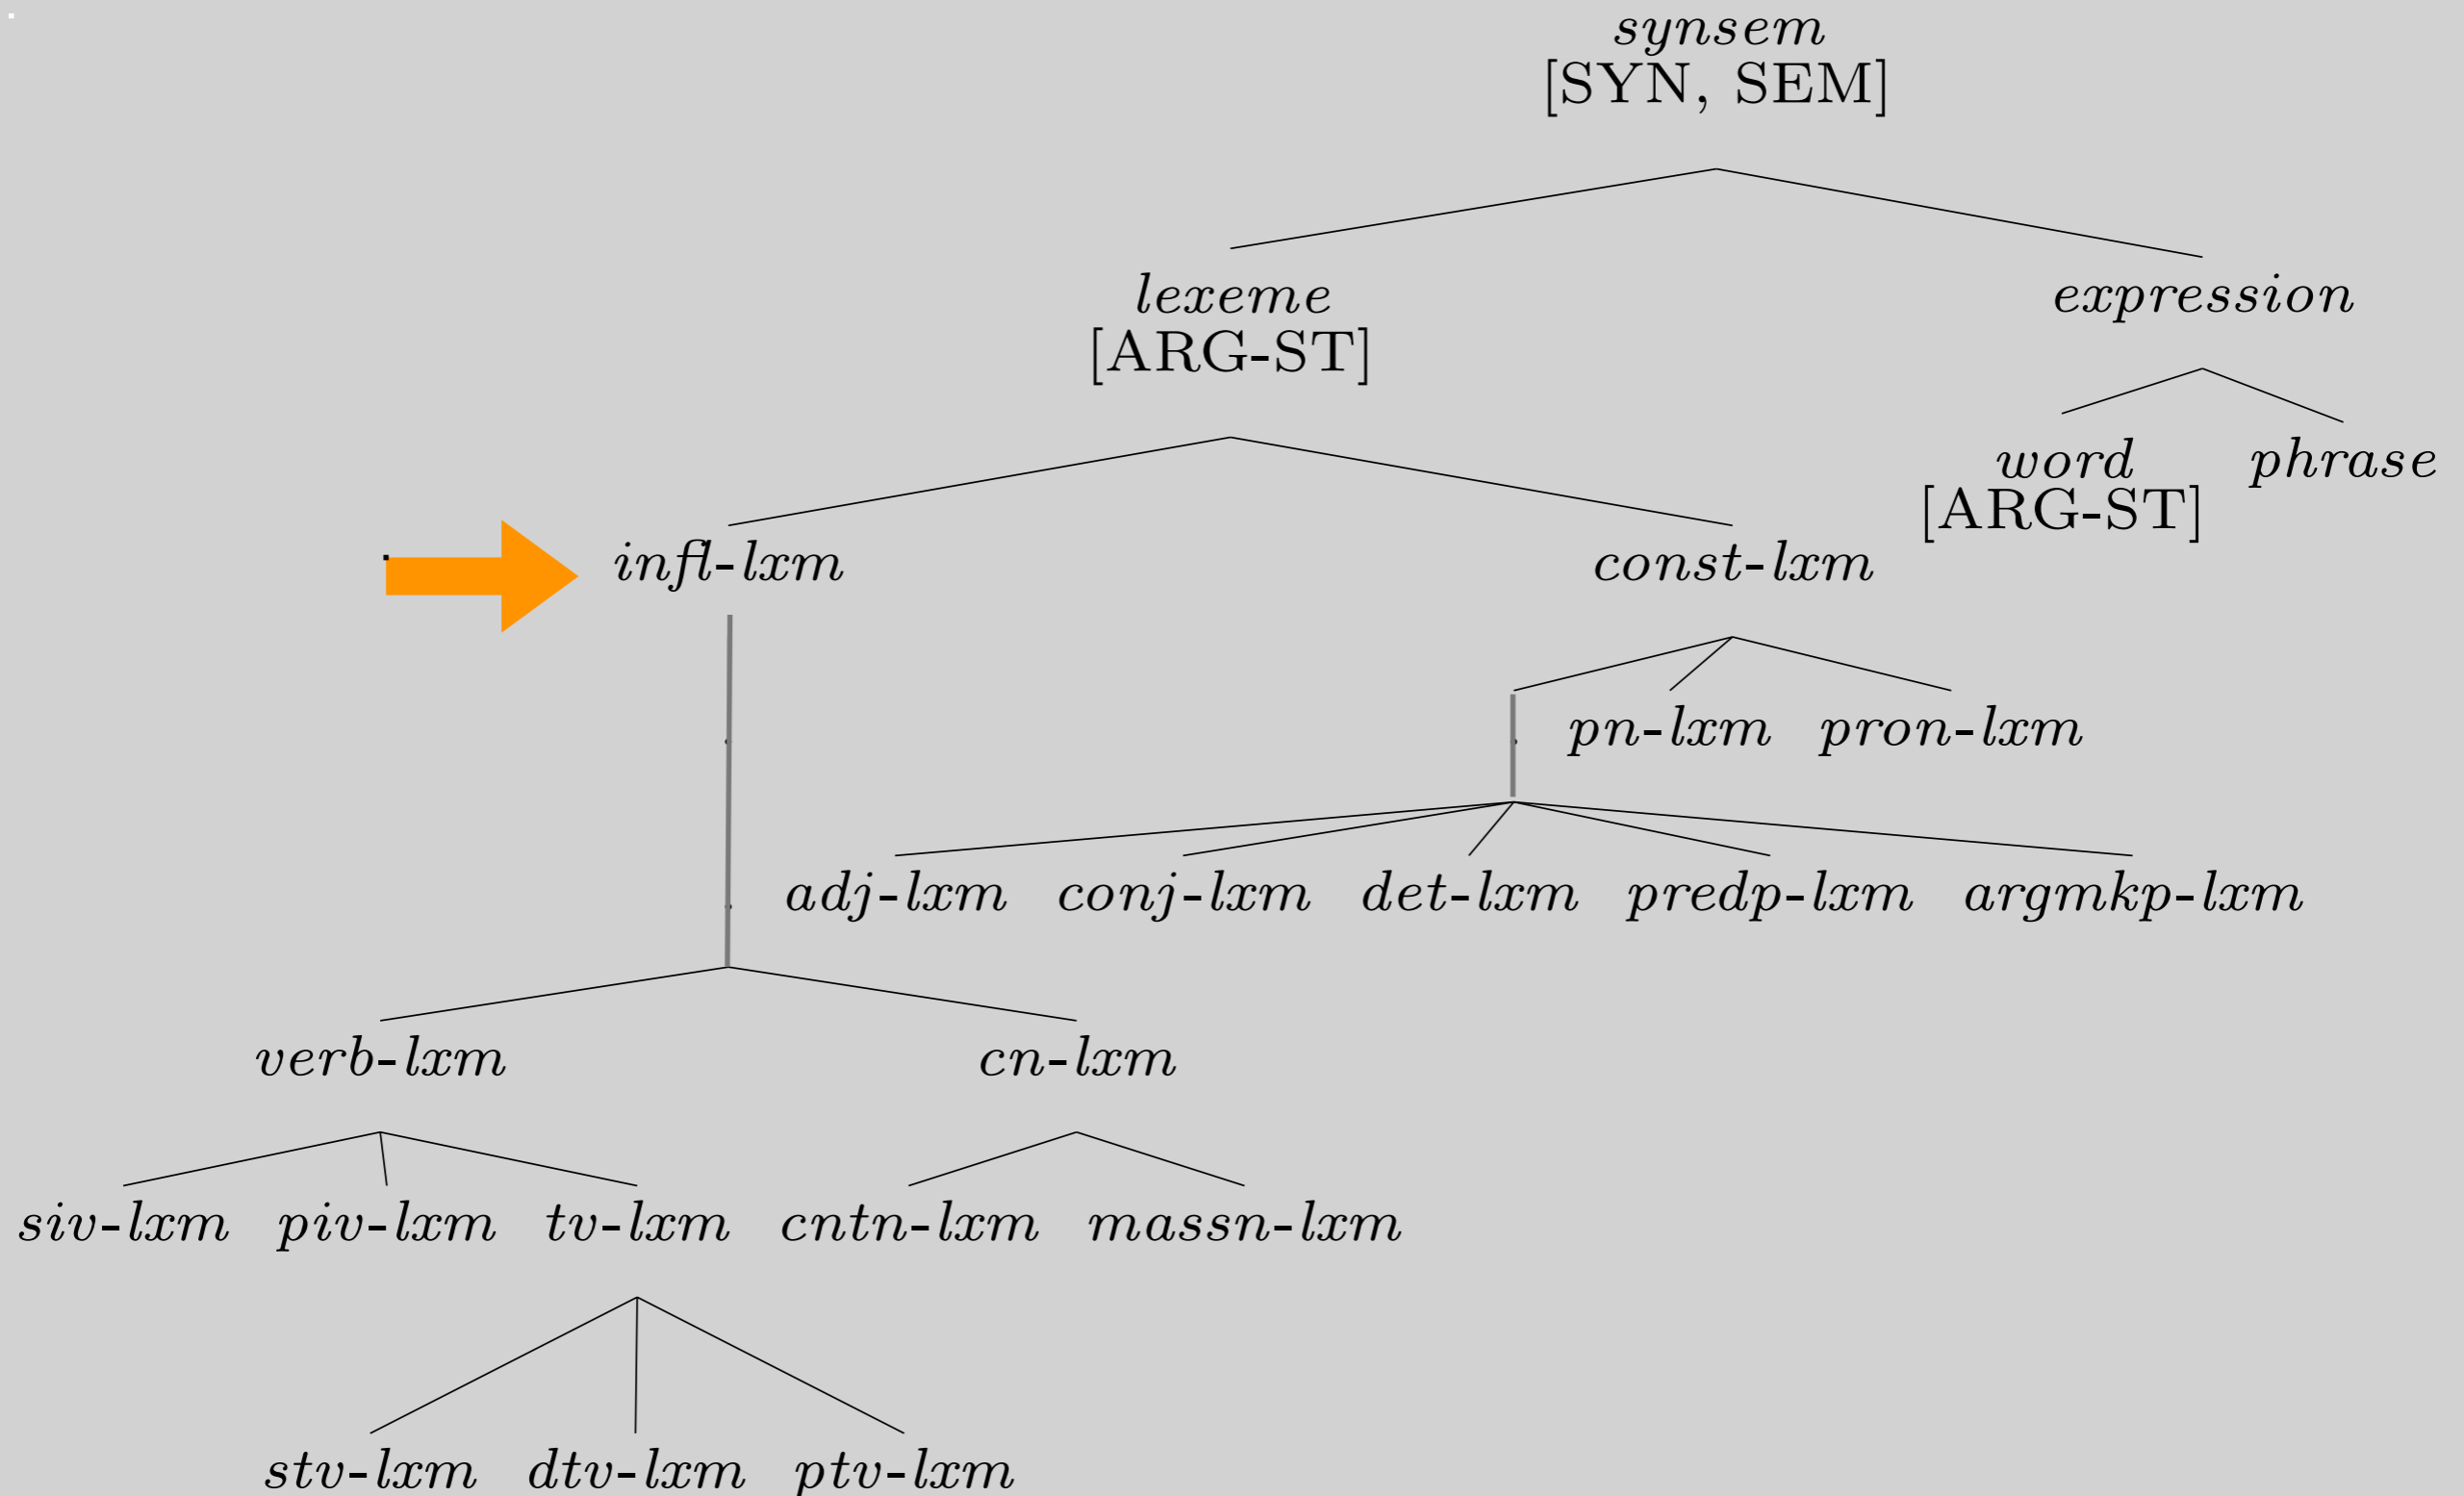 synsem
[SYN, SEM]
lexeme
expression
[ARG-ST]
word phrase
[ARG-ST]
infl-lxm const-lxm
pn-lxm pron-lxm
adj-lxm conj-lxm det-lxm predp-lxm argmkp-lxm
verb-lxm cn-lxm
siv-lxm piv-lxm tv-lxm cntn-lxm massn-lxm
stv-lxm dtv-lxm ptv-lxm